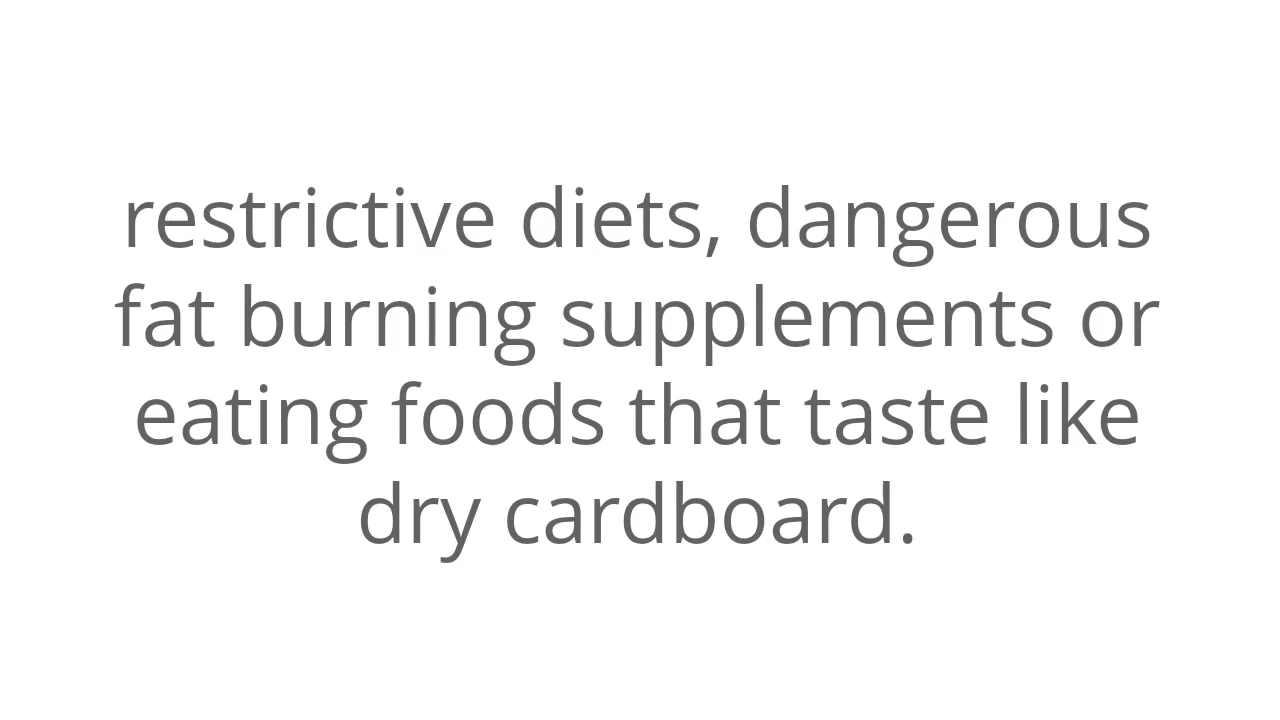 restrictive diets, dangerous
fat burning supplements or
eating foods that taste like
dry cardboard.